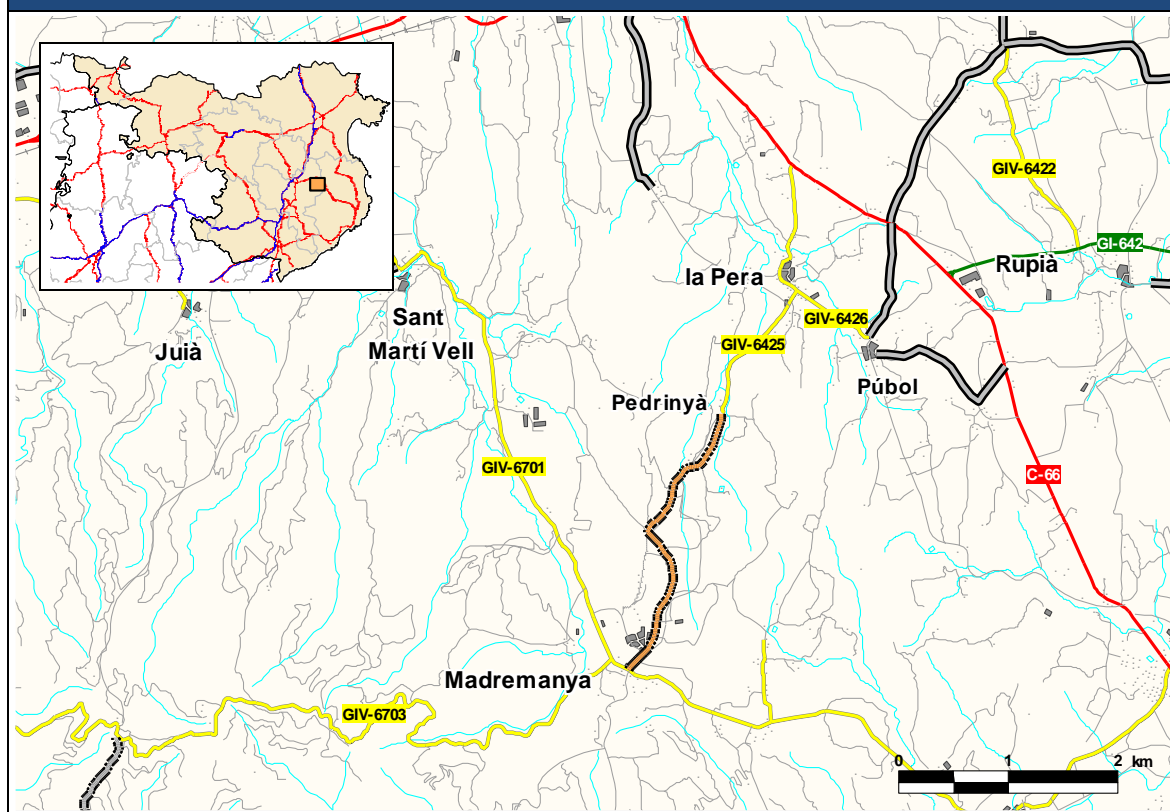 GIV-6422
GI-642
Rupià
la Pera
GIV-6426
Sant
Martí Vell
Juià
GIV-6425
Púbol
Pedrinyà
GIV-6701
C-66
Madremanya
GIV-6703
0 1 2 km